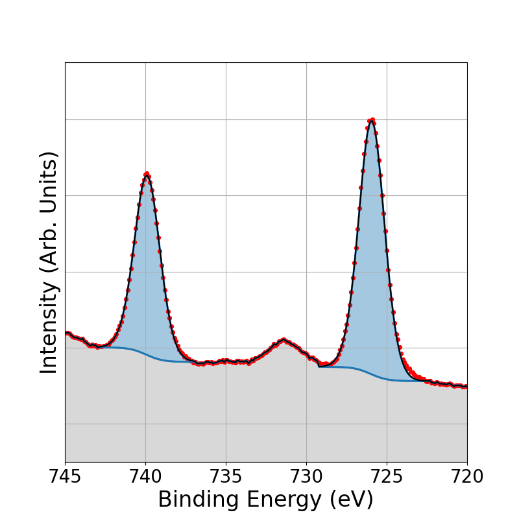 Intensity (Arb. Units)
745 740 735 730 725 720
Binding Energy (eV)